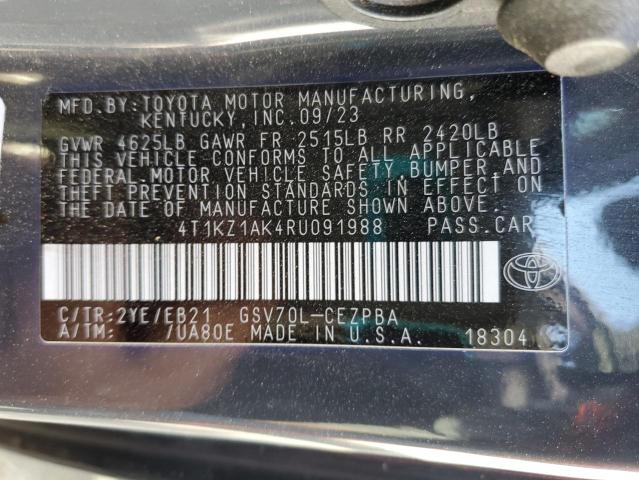 MFD.BY:TOYOTA MOTOR MANUFACTURING,
KENTUCKY,INC.09/23
GVWR 4625LB GAWR FR 2515LB RR 2420LB
THIS VEHICLE CONFORMS TO ALL APPLICABLE
FEDERAL MOTOR VEHICLE SAFETY BUMPER,AND
THEFT PREVENTION STANDARDS IN EFFECT ON
THE DATE OF MANUFACTURE SHOWN ABOVE.
4T1KZ1AK4RU091988 PASS.CAR
C/TR:2YE/EB21 GSV70L-CEZPBA
A/TM: /UA80E MADE IN U.S.A. 18304